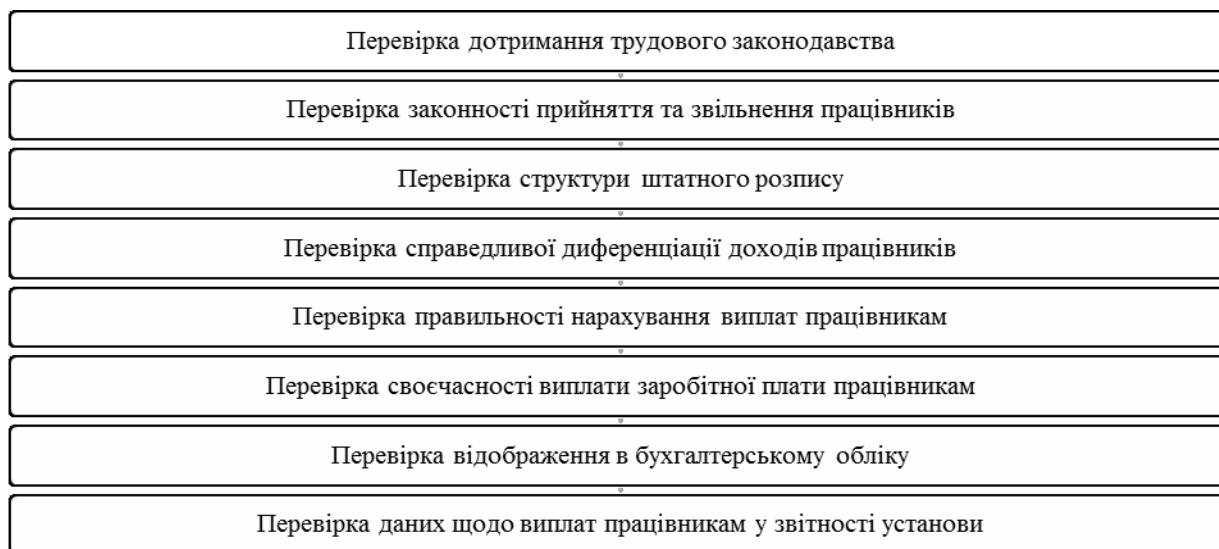 Перевірка дотримання трудового законодавства
Перевірка законності прийняття та звільнення працівників
Перевірка структури штатного розпису
Перевірка справедливої диференціації доходів працівників
Перевірка правильності нарахування виплат працівникам
Перевірка своєчасності виплати заробітної плати працівникам
Перевірка відображення в бухгалтерському обліку
Перевірка даних щодо виплат працівникам у звітності установи